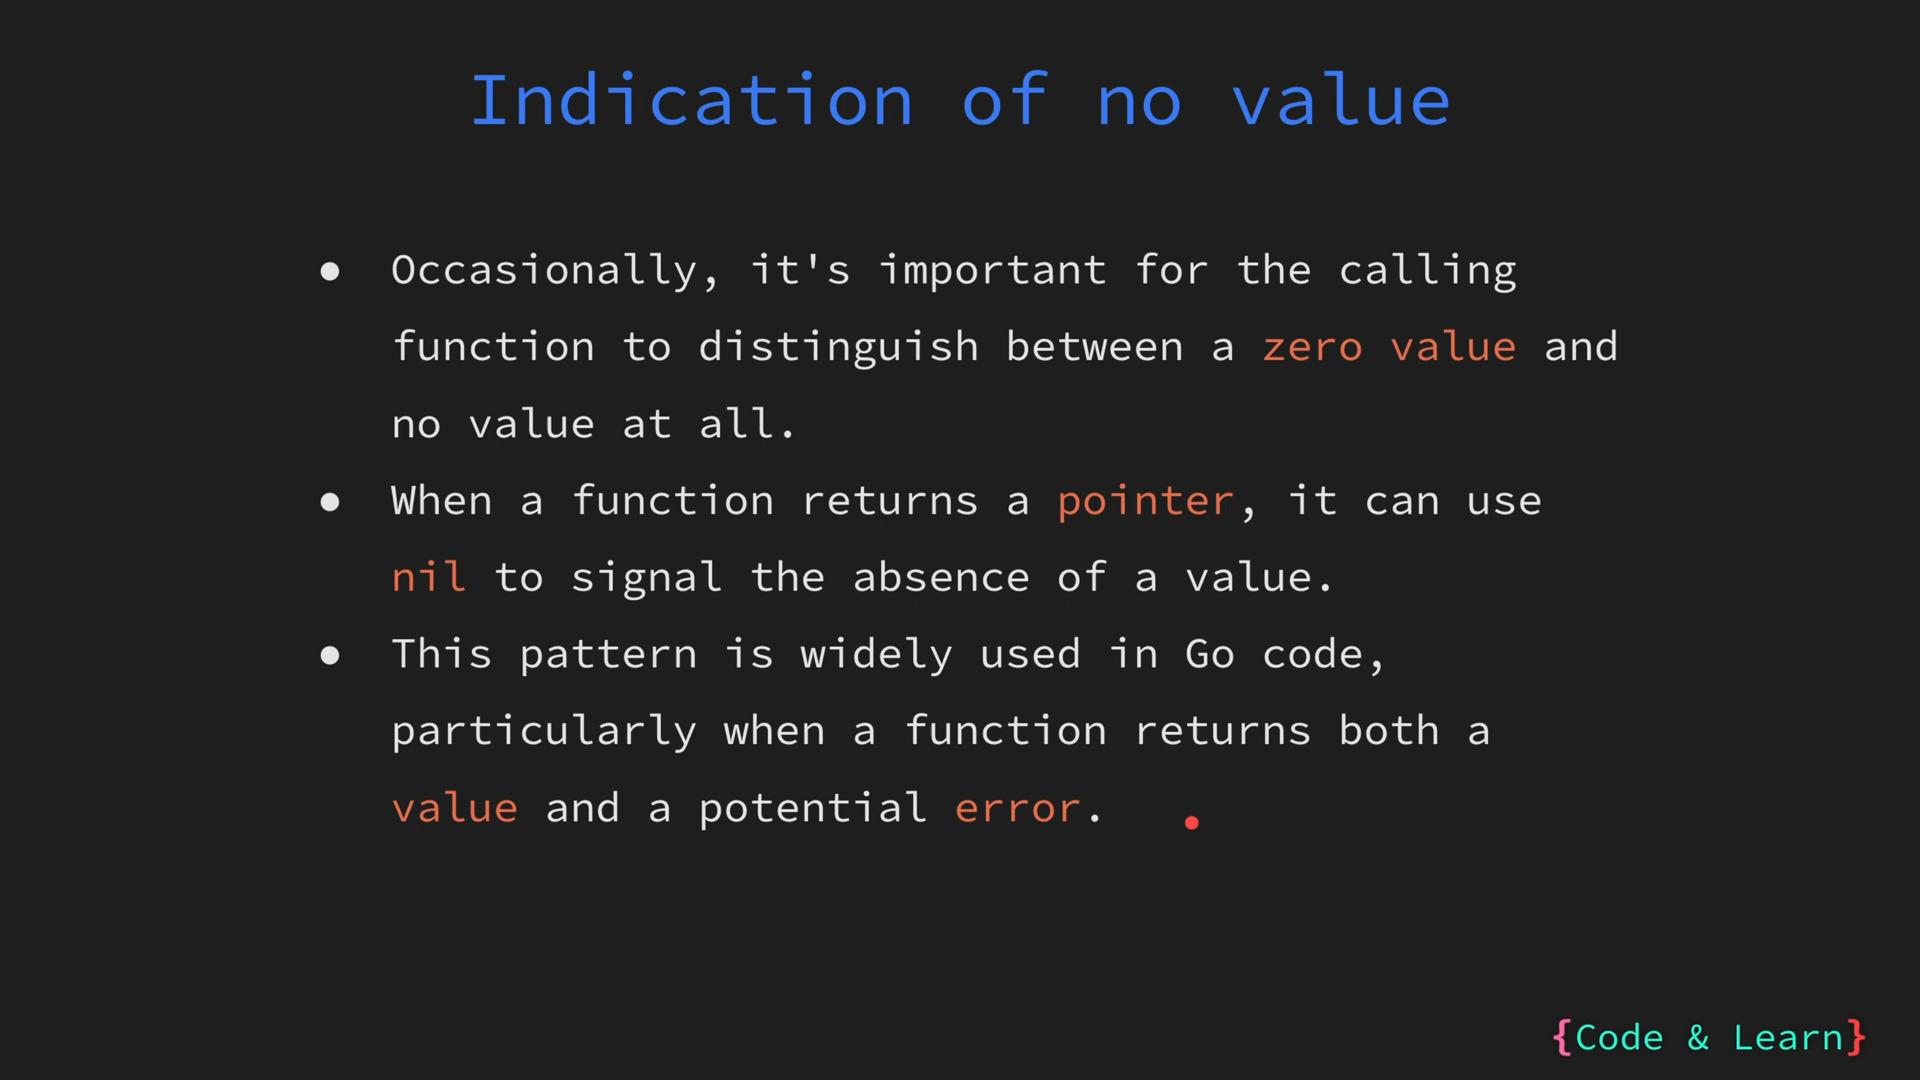 Indication of no value
● Occasionally, it's important for the calling
function to distinguish between a zero value and
no value at all.
● When a function returns a pointer, it can use
nil to signal the absence of a value.
● This pattern is widely used in Go code,
particularly when a function returns both a
value and a potential error.
{Code & Learn}